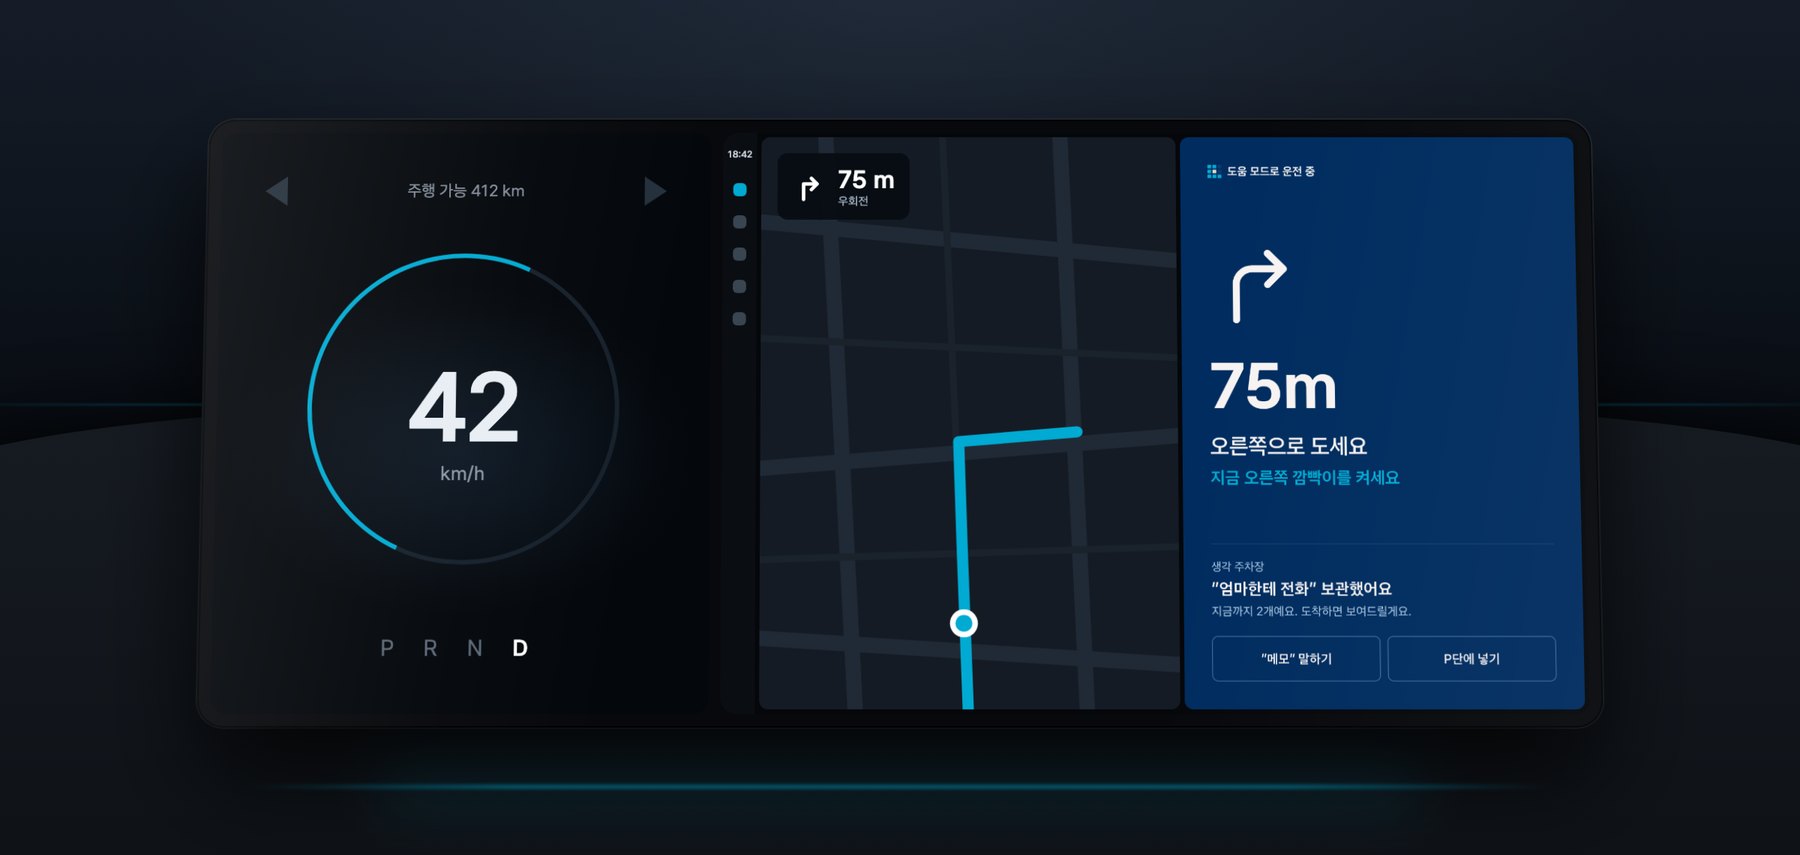 주행 가능 412 km
42
km/h
P R N D
18:42
75 m
우회전
도움 모드로 운전 중
75m
오른쪽으로 도세요
지금 오른쪽 깜빡이를 켜세요
생각 주차장
"엄마한테 전화" 보관했어요
지금까지 2개예요. 도착하면 보여드릴게요.
"메모" 말하기
P단에 넣기